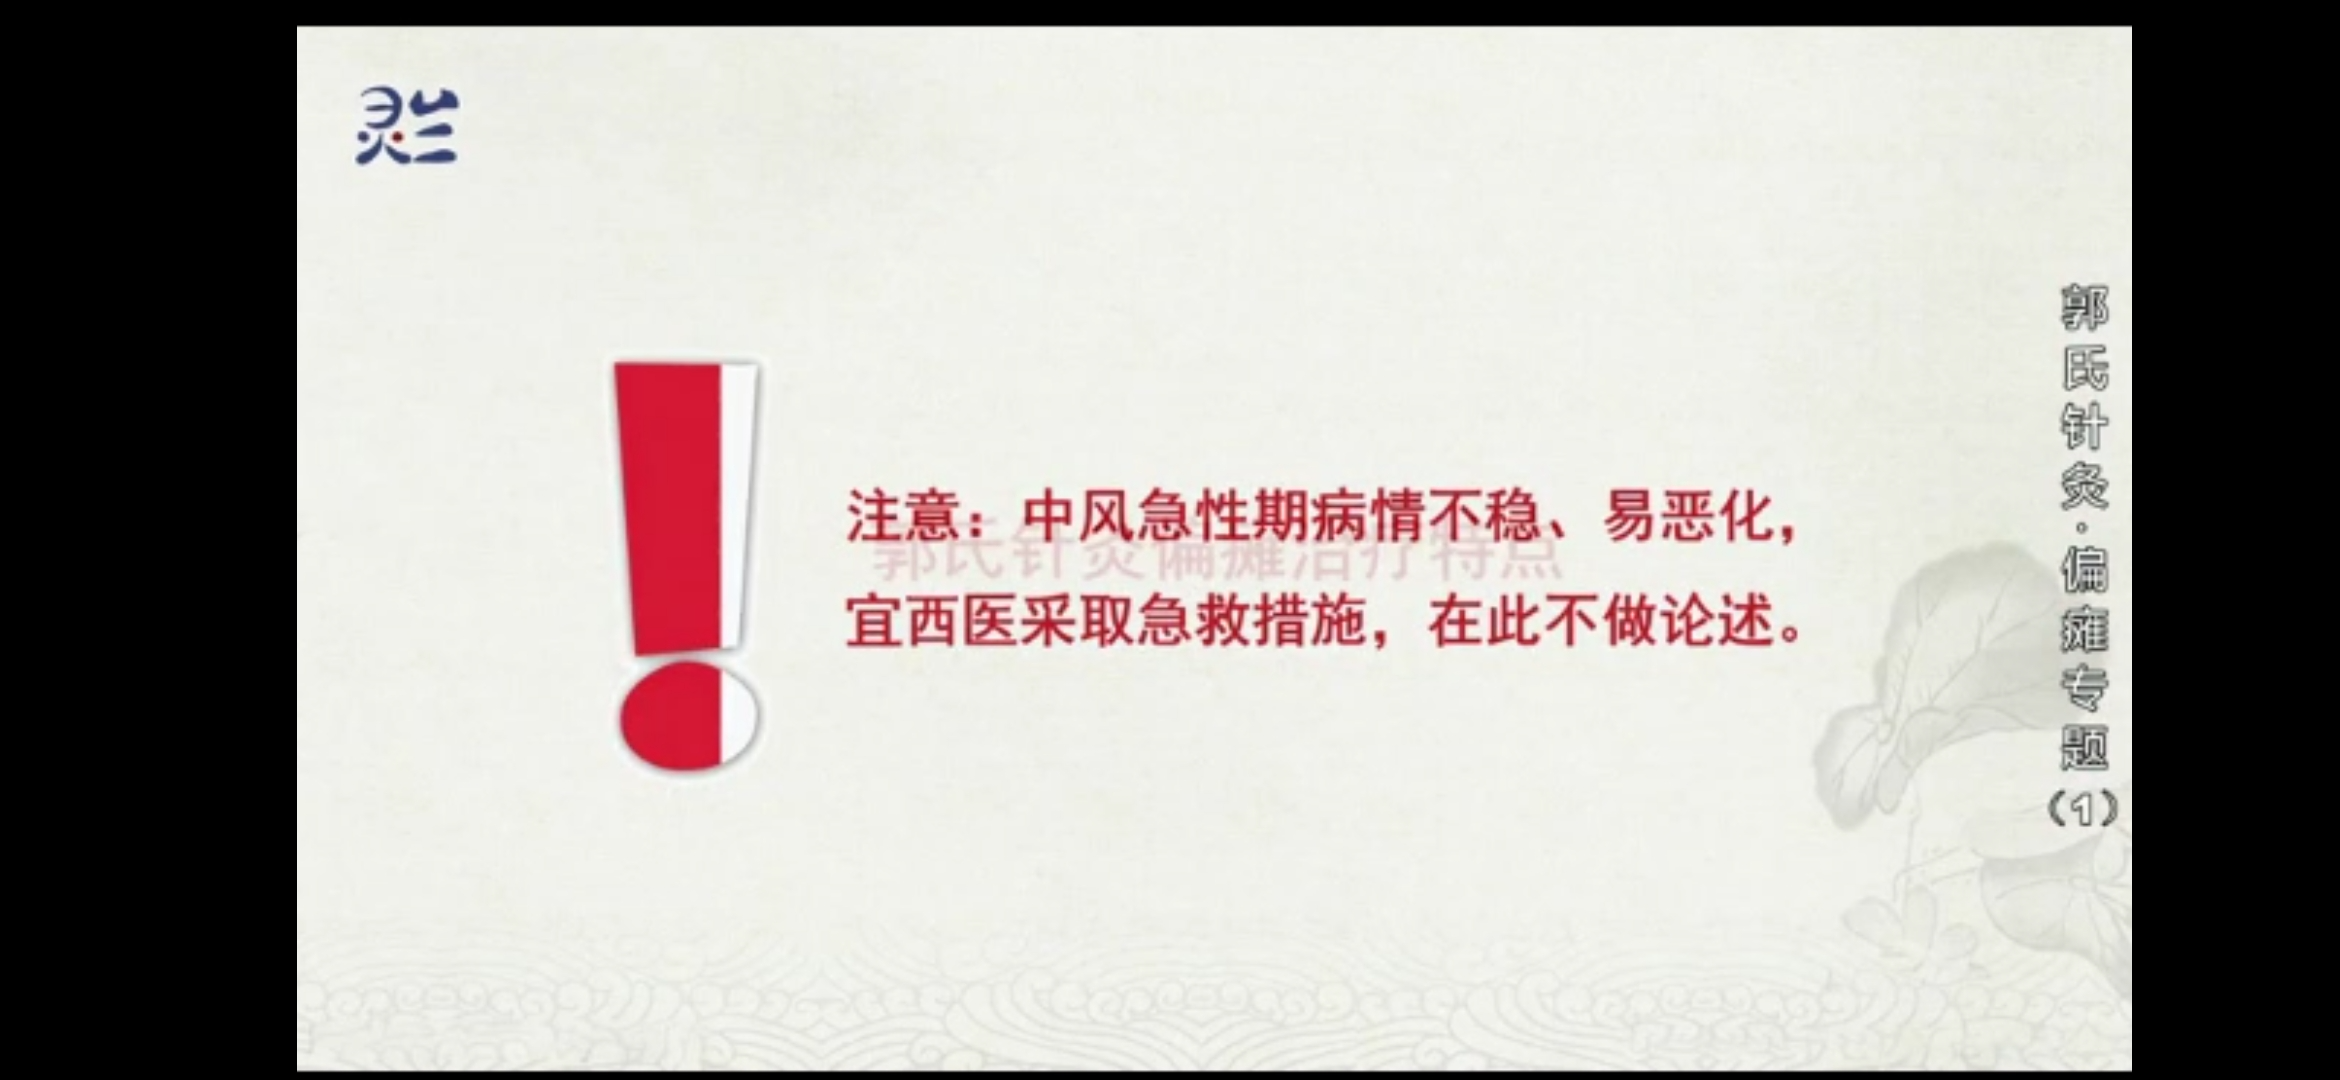 灵兰
注意：中风急性期病情不稳、易恶化，
郭氏针灸偏瘫治疗特点
宜西医采取急救措施，在此不做论述。
郭氏针灸·偏瘫专题（1）